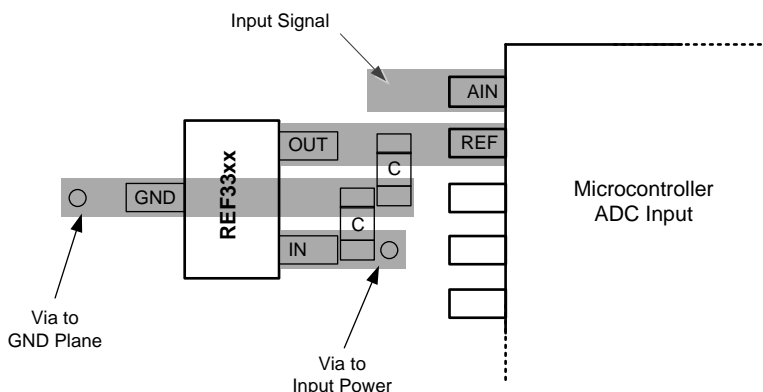 Input Signal
AIN
OUT
REF
C
GND
REF33xx
Microcontroller
ADC Input
C
IN
Via to
GND Plane
Via to
Input Power